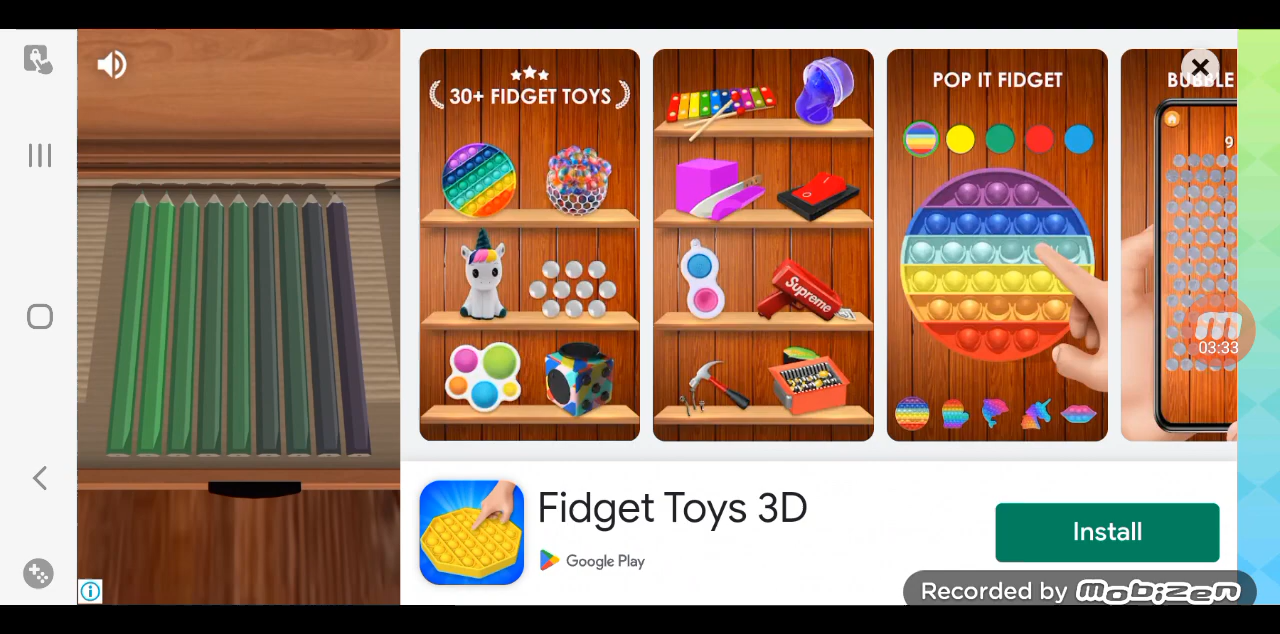 30+ FIDGET TOYS
Supreme
POP IT FIDGET
BUBBLE
9
03:33
Fidget Toys 3D
Google Play
Install
Recorded by mobizen